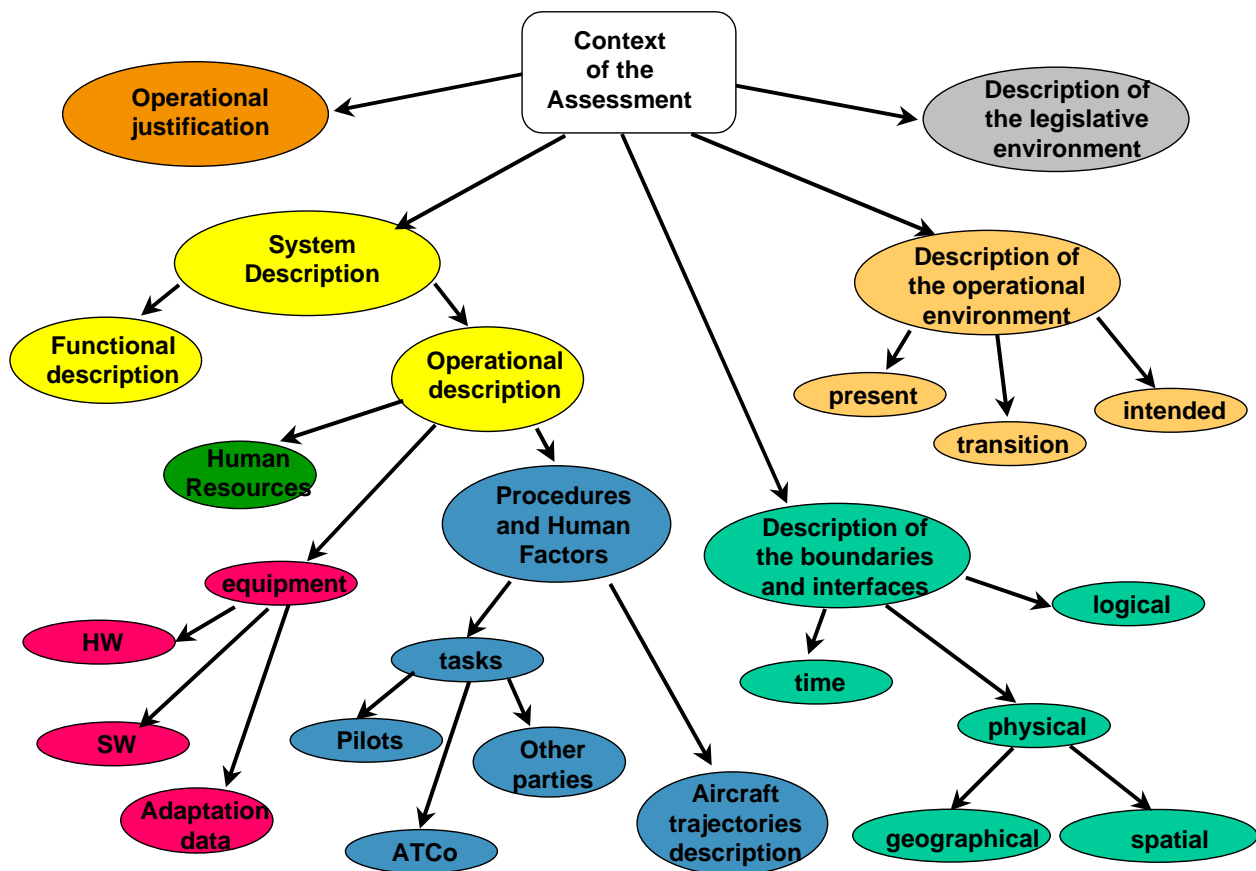 Context
of the
Assessment
Operational
justification
Description of
the legislative
environment
System
Description
Description of
the operational
environment
Functional
description
Operational
description
present
intended
transition
Human
Resources
Procedures
and Human
Factors
Description of
the boundaries
and interfaces
equipment
logical
HW
tasks
time
SW
Pilots
Other
parties
physical
Adaptation
data
ATCo
Aircraft
trajectories
description
geographical
spatial